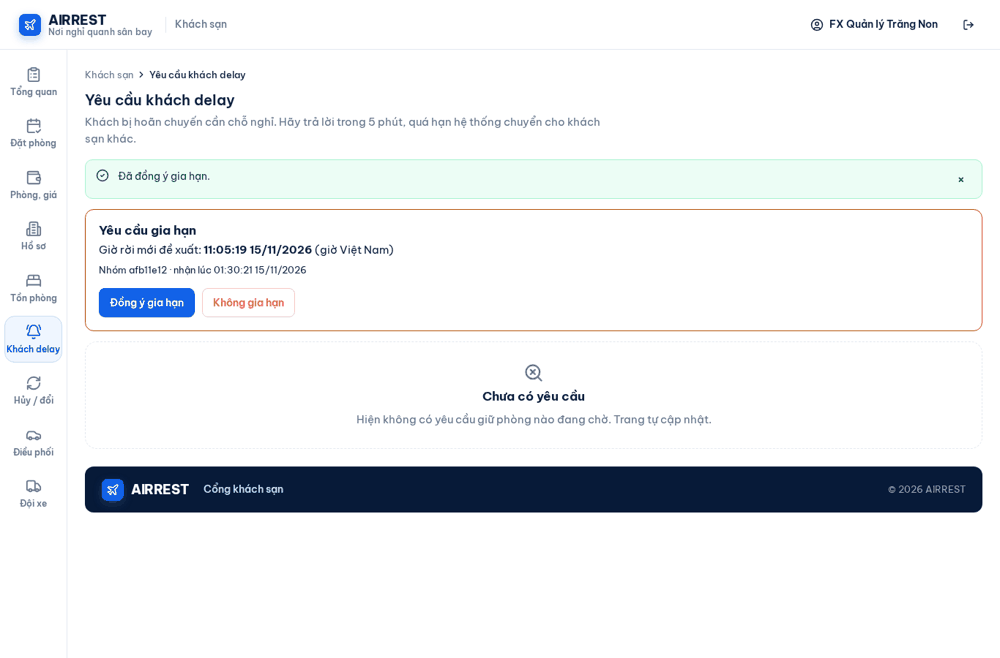 AIRREST
Nơi nghỉ quanh sân bay
Khách sạn
FX Quản lý Trăng Non
Tổng quan
Đặt phòng
Phòng, giá
Hồ sơ
Tồn phòng
Khách delay
Hủy / đổi
Điều phối
Đội xe
Khách sạn > Yêu cầu khách delay
Yêu cầu khách delay
Khách bị hoãn chuyến cần chỗ nghỉ. Hãy trả lời trong 5 phút, quá hạn hệ thống chuyển cho khách
sạn khác.
Đã đồng ý gia hạn.
×
Yêu cầu gia hạn
Giờ rời mới đề xuất: 11:05:19 15/11/2026 (giờ Việt Nam)
Nhóm afb11e12 · nhận lúc 01:30:21 15/11/2026
Đồng ý gia hạn
Không gia hạn
Chưa có yêu cầu
Hiện không có yêu cầu giữ phòng nào đang chờ. Trang tự cập nhật.
AIRREST
Cổng khách sạn
© 2026 AIRREST